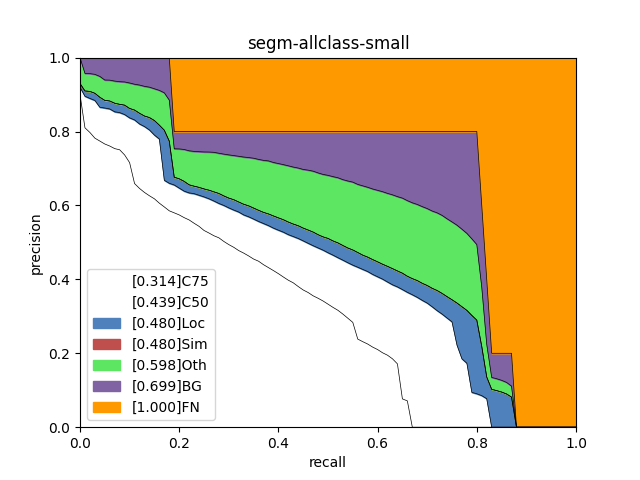 segm-allclass-small
precision
1.0
0.8
0.6
0.4
0.2
0.0
[0.314]C75
[0.439]C50
[0.480]Loc
[0.480]Sim
[0.598]Oth
[0.699]BG
[1.000]FN
0.0 0.2 0.4 0.6 0.8 1.0
recall